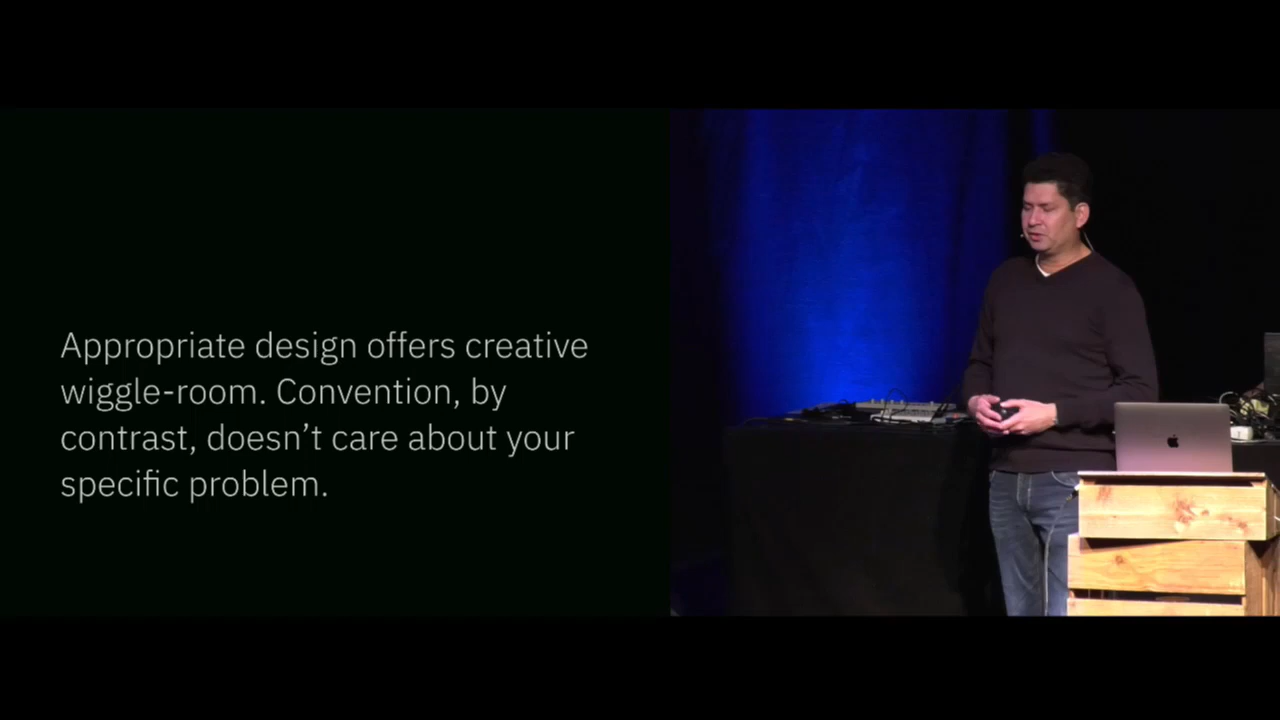 Appropriate design offers creative
wiggle-room. Convention, by
contrast, doesn’t care about your
specific problem.